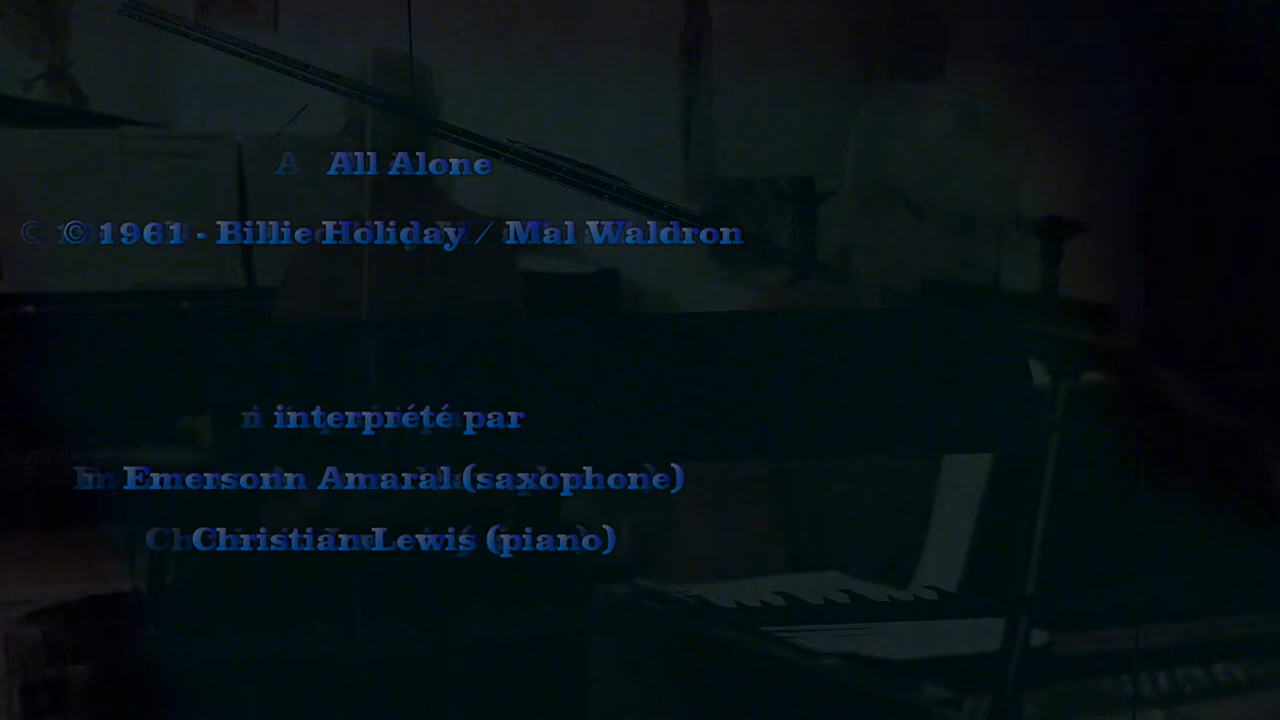 All Alone
© 1961 - Billie Holiday / Mal Waldron
interprété par
Emerson Amaral (saxophone)
Christian Lewis (piano)